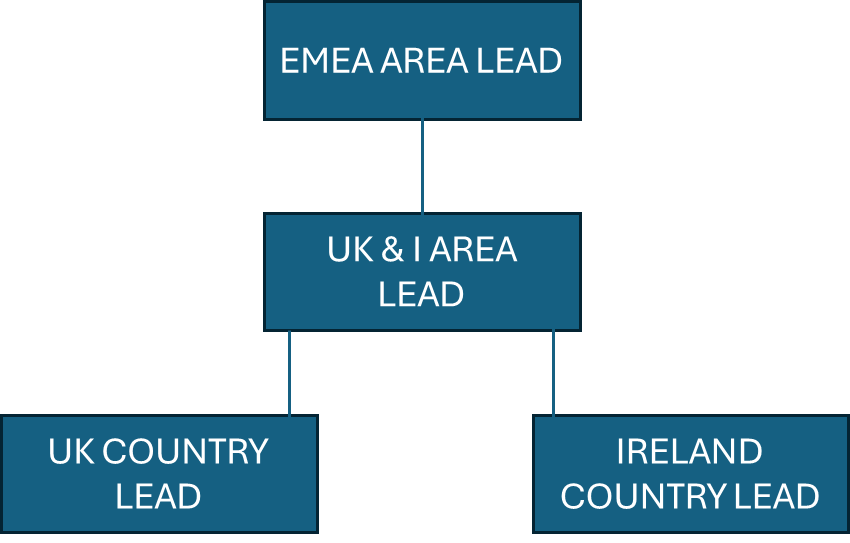 EMEA AREA LEAD
UK & I AREA
LEAD
UK COUNTRY
LEAD
IRELAND
COUNTRY LEAD